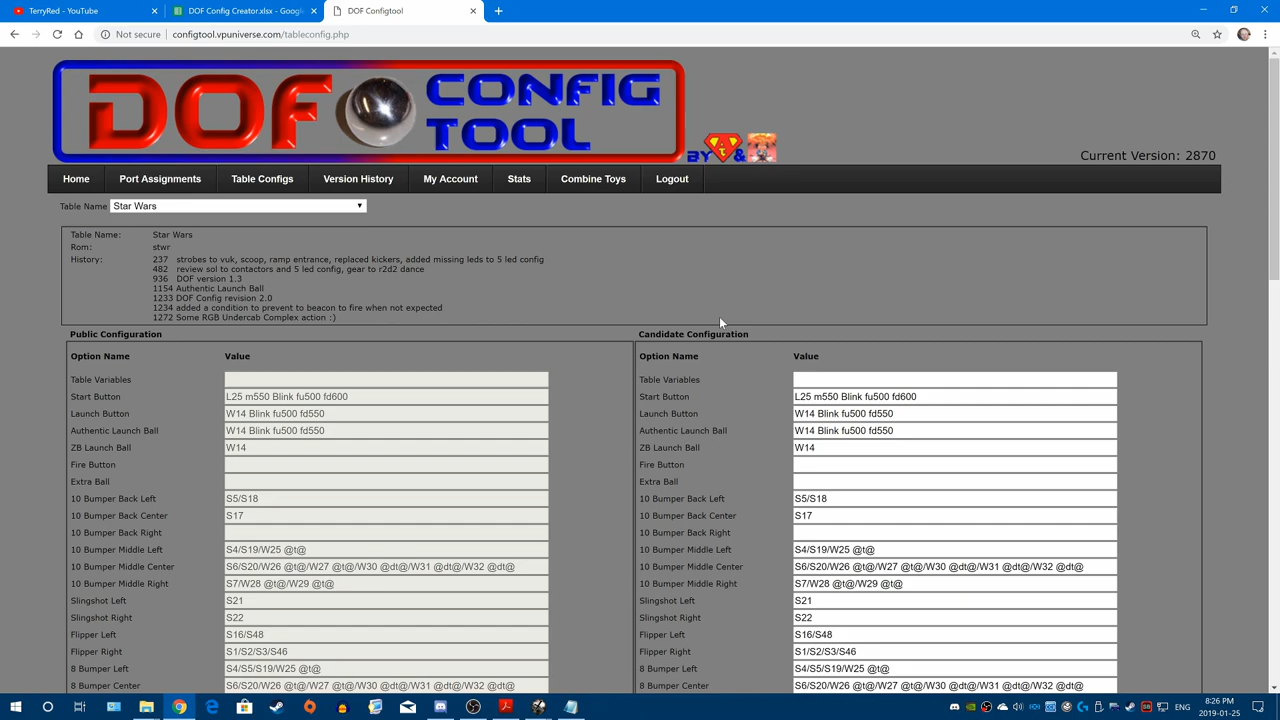 TerryRed - YouTube
DOF Config Creator.xlsx - Google
DOF Configtool
Not secure
configtool.vpuniverse.com/tableconfig.php
DOF CONFIG TOOL
BY t &
Current Version: 2870
Home
Port Assignments
Table Configs
Version History
My Account
Stats
Combine Toys
Logout
Table Name Star Wars
Table Name: Star Wars
Rom: stwr
History: 237 strobes to vuk, scoop, ramp entrance, replaced kickers, added missing leds to 5 led config
482 review sol to contactors and 5 led config, gear to r2d2 dance
936 DOF version 1.3
1154 Authentic Launch Ball
1233 DOF Config revision 2.0
1234 added a condition to prevent to beacon to fire when not expected
1272 Some RGB Undercab Complex action :)
Public Configuration
Option Name Value
Table Variables
Start Button L25 m550 Blink fu500 fd600
Launch Button W14 Blink fu500 fd550
Authentic Launch Ball W14 Blink fu500 fd550
ZB Launch Ball W14
Fire Button
Extra Ball
10 Bumper Back Left S5/S18
10 Bumper Back Center S17
10 Bumper Back Right
10 Bumper Middle Left S4/S19/W25 @t@
10 Bumper Middle Center S6/S20/W26 @t@/W27 @t@/W30 @dt@/W31 @dt@/W32 @dt@
10 Bumper Middle Right S7/W28 @t@/W29 @t@
Slingshot Left S21
Slingshot Right S22
Flipper Left S16/S48
Flipper Right S1/S2/S3/S46
8 Bumper Left S4/S5/S19/W25 @t@
8 Bumper Center S6/S20/W26 @t@/W27 @t@/W30 @dt@/W31 @dt@/W32 @dt@
Candidate Configuration
Option Name Value
Table Variables
Start Button L25 m550 Blink fu500 fd600
Launch Button W14 Blink fu500 fd550
Authentic Launch Ball W14 Blink fu500 fd550
ZB Launch Ball W14
Fire Button
Extra Ball
10 Bumper Back Left S5/S18
10 Bumper Back Center S17
10 Bumper Back Right
10 Bumper Middle Left S4/S19/W25 @t@
10 Bumper Middle Center S6/S20/W26 @t@/W27 @t@/W30 @dt@/W31 @dt@/W32 @dt@
10 Bumper Middle Right S7/W28 @t@/W29 @t@
Slingshot Left S21
Slingshot Right S22
Flipper Left S16/S48
Flipper Right S1/S2/S3/S46
8 Bumper Left S4/S5/S19/W25 @t@
8 Bumper Center S6/S20/W26 @t@/W27 @t@/W30 @dt@/W31 @dt@/W32 @dt@
ENG
8:26 PM
2019-01-25